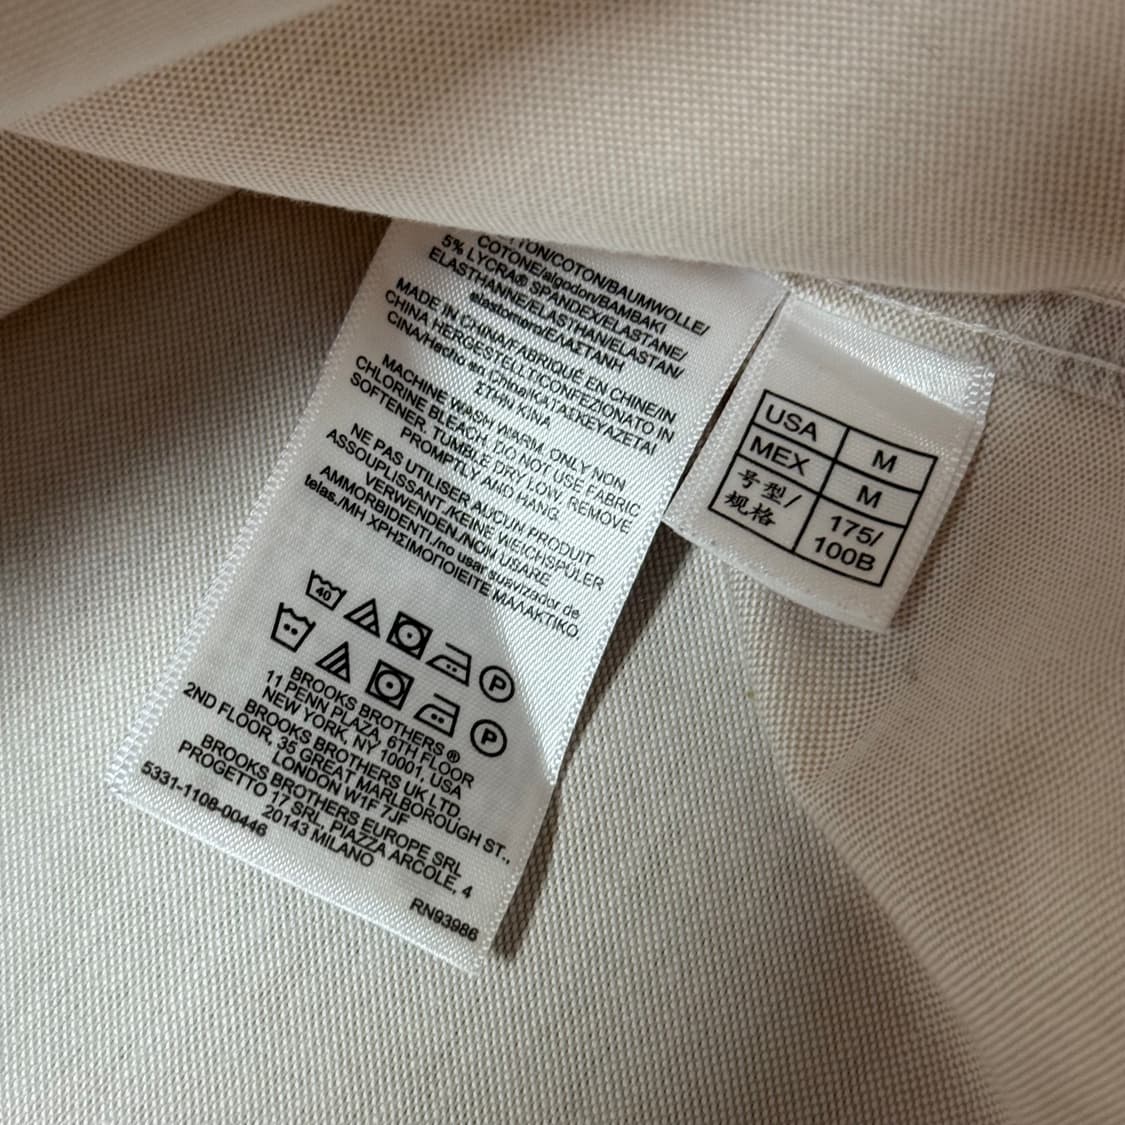 COTTON/COTON/BAUMWOLLE/
COTONE/algodon/BAMBAKI
5% LYCRA® SPANDEX/ELASTANE/
ELASTHANNE/ELASTHAN/ELASTAN/
elastomero/ΕΛΑΣΤΑΝΗ
MADE IN CHINA/FABRIQUÉ EN CHINE/IN
CHINA HERGESTELLT/CONFEZIONATO IN
CINA/Hecho en China/ΚΑΤΑΣΚΕΥΑΖΕΤΑΙ
ΣΤΗΝ ΚΙΝΑ
MACHINE WASH WARM. ONLY NON
CHLORINE BLEACH. DO NOT USE FABRIC
SOFTENER. TUMBLE DRY LOW. REMOVE
PROMPTLY AND HANG
NE PAS UTILISER AUCUN PRODUIT
ASSOUPLISSANT./KEINE WEICHSPÜLER
VERWENDEN./NON USARE
AMMORBIDENTI./no usar suavizador de
telas./ΜΗ ΧΡΗΣΙΜΟΠΟΙΕΙΤΕ ΜΑΛΑΚΤΙΚΟ.
40 P
P
BROOKS BROTHERS ®
11 PENN PLAZA, 6TH FLOOR
NEW YORK, NY 10001, USA
BROOKS BROTHERS UK LTD.
2ND FLOOR, 35 GREAT MARLBOROUGH ST.,
LONDON W1F 7JF
BROOKS BROTHERS EUROPE SRL
PROGETTO 17 SRL, PIAZZA ARCOLE, 4
20143 MILANO
5331-1108-00446
RN93986
USA M
MEX M
号型/规格 175/100B